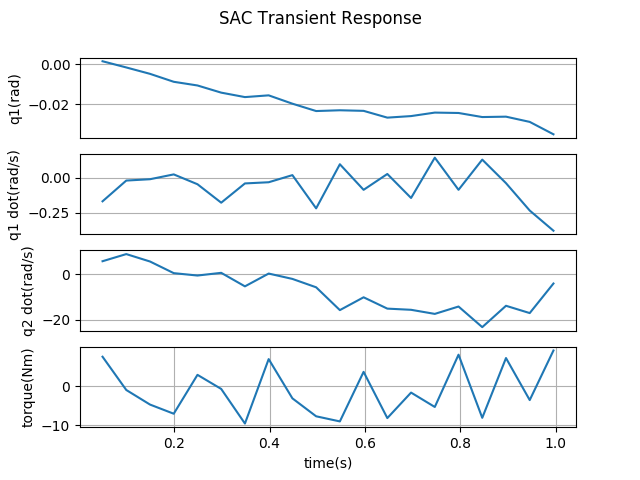 SAC Transient Response
0.00
−0.02
q1(rad)
0.00
−0.25
q1 dot(rad/s)
0
−20
q2 dot(rad/s)
0
−10
torque(Nm)
0.2 0.4 0.6 0.8 1.0
time(s)